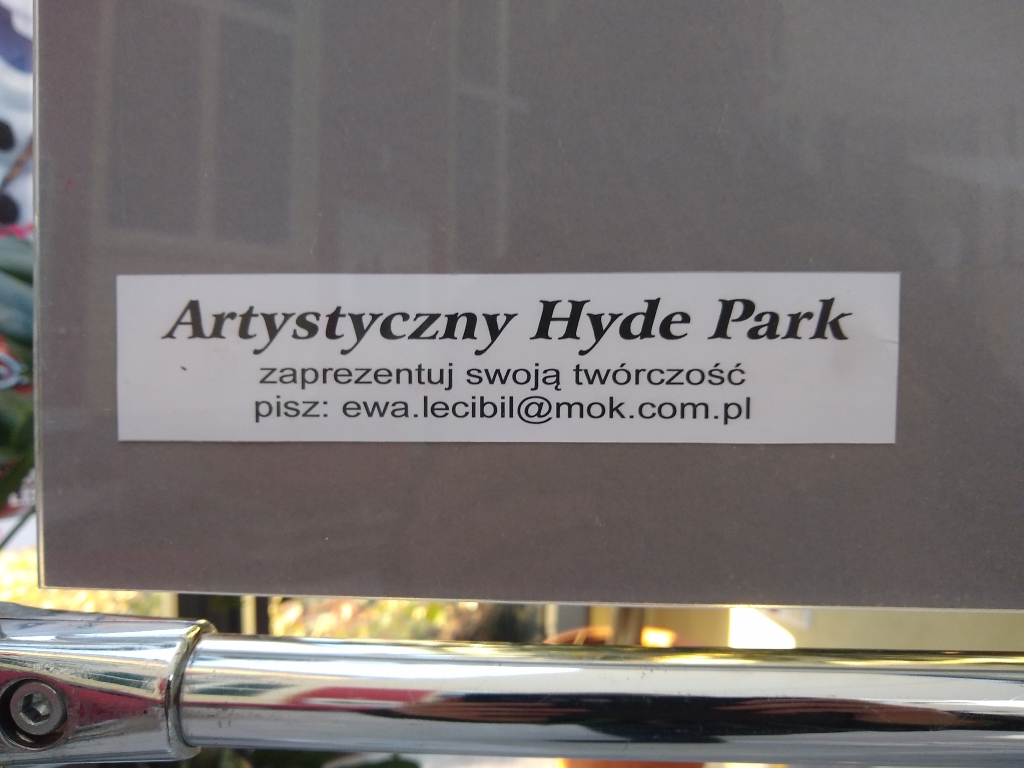 Artystyczny Hyde Park
zaprezentuj swoją twórczość
pisz: ewa.lecibil@mok.com.pl